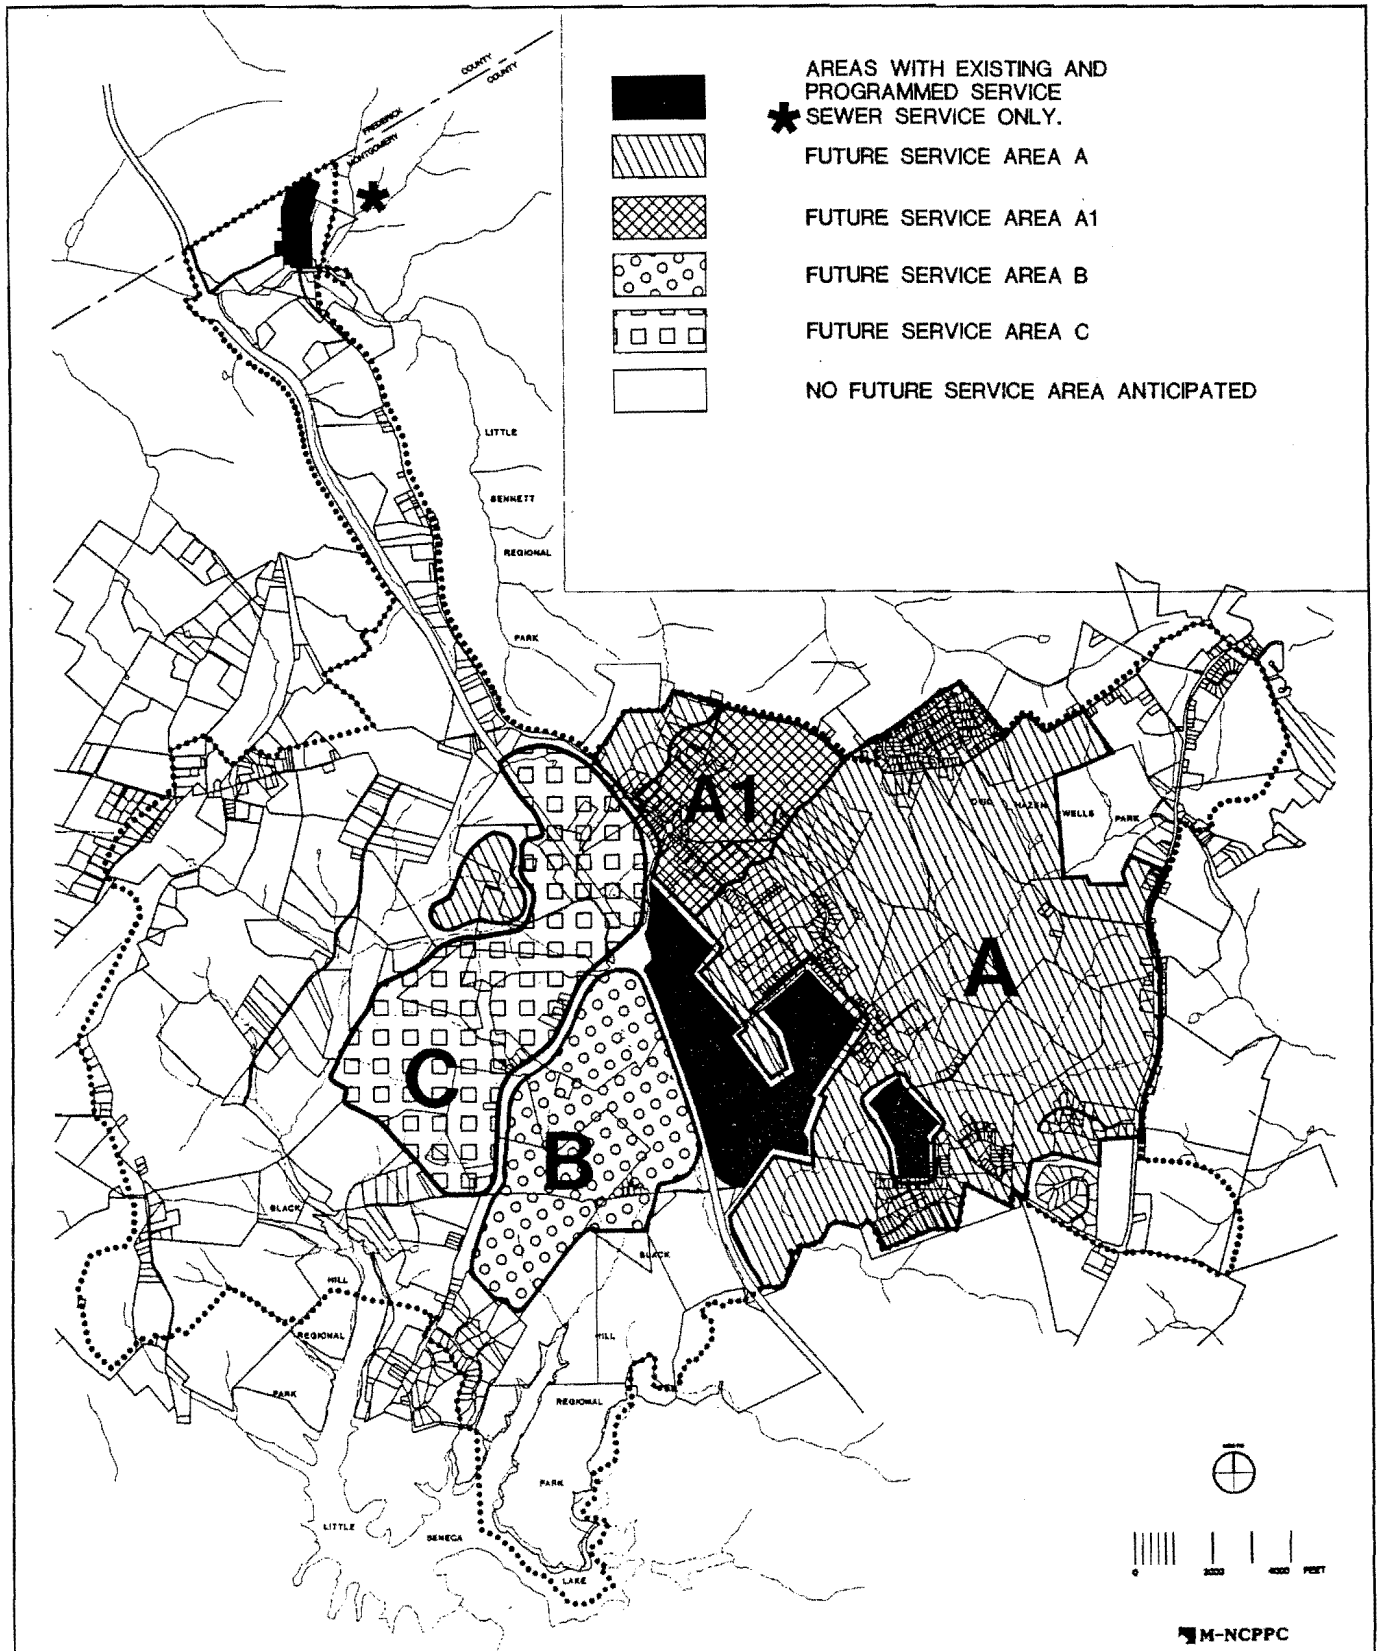 AREAS WITH EXISTING AND
PROGRAMMED SERVICE
* SEWER SERVICE ONLY.
FUTURE SERVICE AREA A
FUTURE SERVICE AREA A1
FUTURE SERVICE AREA B
FUTURE SERVICE AREA C
NO FUTURE SERVICE AREA ANTICIPATED
COUNTY
COUNTY
FREDERICK
MONTGOMERY
*
LITTLE
BENNETT
REGIONAL
PARK
A1
WELLS PARK
A
C
B
BLACK
HILL
REGIONAL
PARK
BLACK
HILL
REGIONAL
PARK
LITTLE
SENECA
LAKE
0 2000 4000 FEET
M-NCPPC